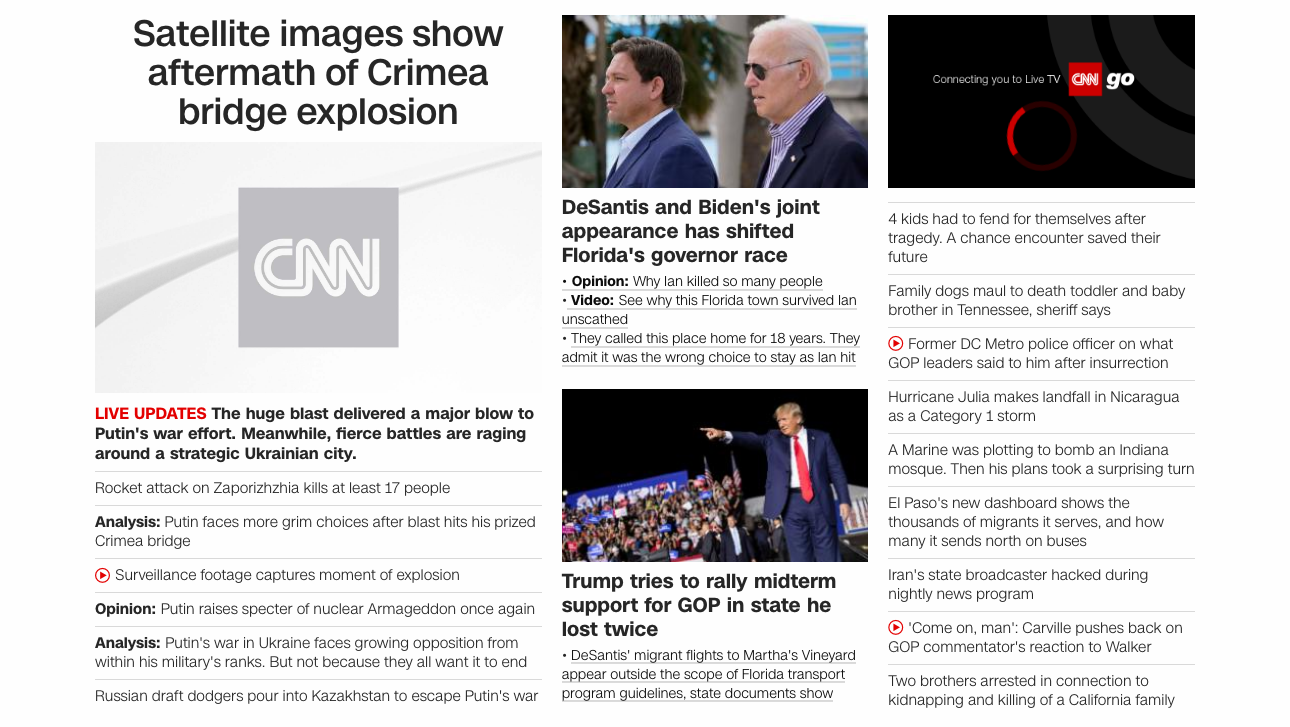 Satellite images show
aftermath of Crimea
bridge explosion
CNN
LIVE UPDATES The huge blast delivered a major blow to
Putin's war effort. Meanwhile, fierce battles are raging
around a strategic Ukrainian city.
Rocket attack on Zaporizhzhia kills at least 17 people
Analysis: Putin faces more grim choices after blast hits his prized
Crimea bridge
Surveillance footage captures moment of explosion
Opinion: Putin raises specter of nuclear Armageddon once again
Analysis: Putin's war in Ukraine faces growing opposition from
within his military's ranks. But not because they all want it to end
Russian draft dodgers pour into Kazakhstan to escape Putin's war
DeSantis and Biden's joint
appearance has shifted
Florida's governor race
• Opinion: Why Ian killed so many people
• Video: See why this Florida town survived Ian
unscathed
• They called this place home for 18 years. They
admit it was the wrong choice to stay as Ian hit
Trump tries to rally midterm
support for GOP in state he
lost twice
• DeSantis' migrant flights to Martha's Vineyard
appear outside the scope of Florida transport
program guidelines, state documents show
Connecting you to Live TV CNN go
4 kids had to fend for themselves after
tragedy. A chance encounter saved their
future
Family dogs maul to death toddler and baby
brother in Tennessee, sheriff says
Former DC Metro police officer on what
GOP leaders said to him after insurrection
Hurricane Julia makes landfall in Nicaragua
as a Category 1 storm
A Marine was plotting to bomb an Indiana
mosque. Then his plans took a surprising turn
El Paso's new dashboard shows the
thousands of migrants it serves, and how
many it sends north on buses
Iran's state broadcaster hacked during
nightly news program
'Come on, man': Carville pushes back on
GOP commentator's reaction to Walker
Two brothers arrested in connection to
kidnapping and killing of a California family